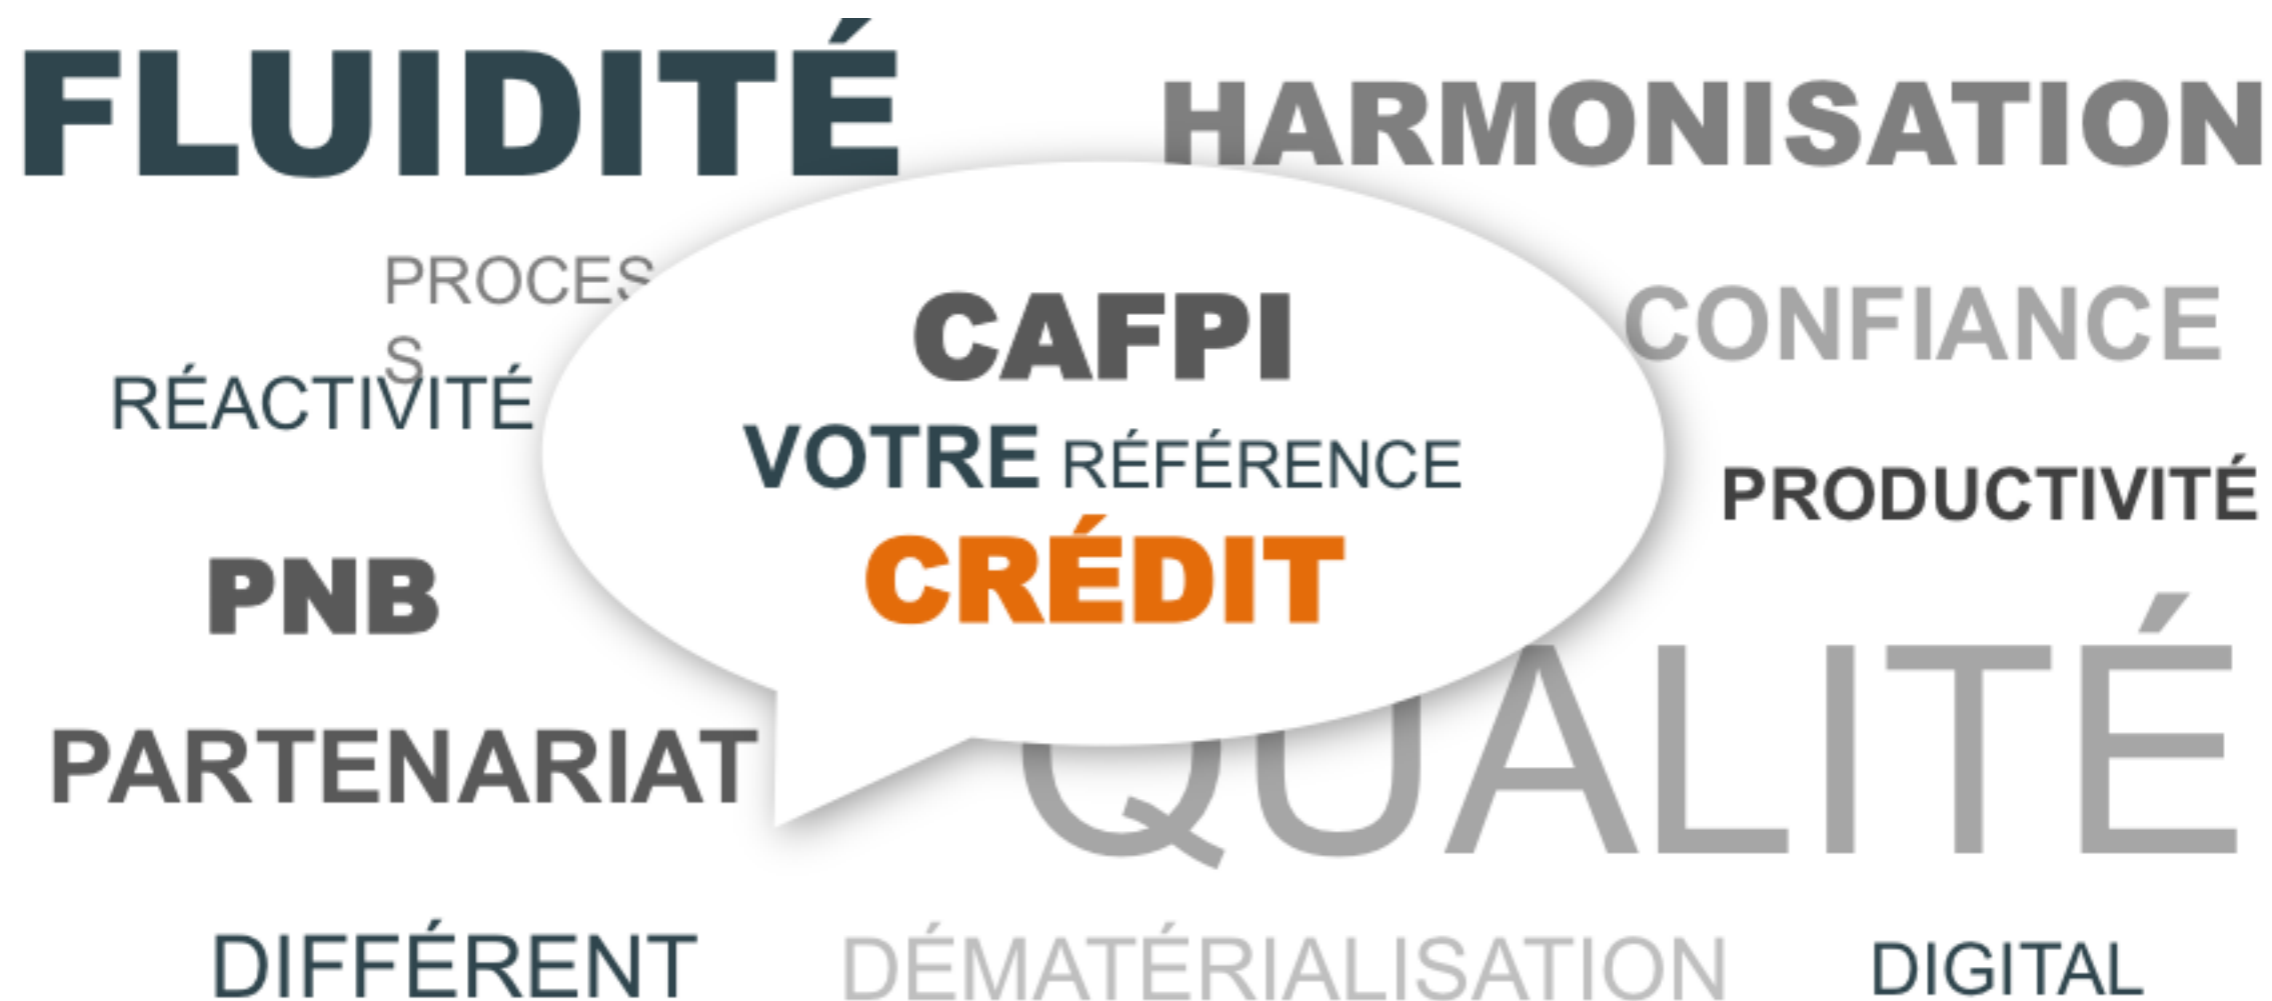 FLUIDITÉ
HARMONISATION
PROCES
S
RÉACTIVITÉ
CAFPI
VOTRE RÉFÉRENCE
CRÉDIT
CONFIANCE
PRODUCTIVITÉ
PNB
QUALITÉ
PARTENARIAT
DIFFÉRENT
DÉMATÉRIALISATION
DIGITAL